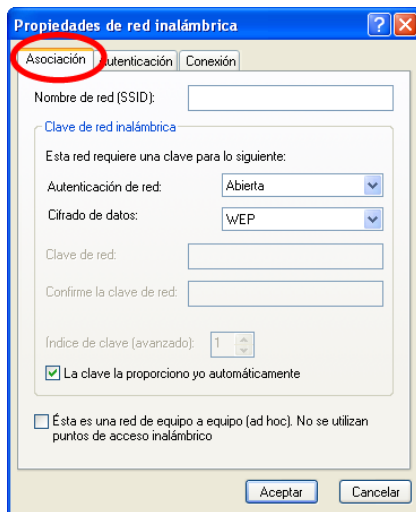 Propiedades de red inalámbrica
Asociación Autenticación Conexión
Nombre de red (SSID):
Clave de red inalámbrica
Esta red requiere una clave para lo siguiente:
Autenticación de red: Abierta
Cifrado de datos: WEP
Clave de red:
Confirme la clave de red:
Índice de clave (avanzado): 1
La clave la proporciono yo automáticamente
Ésta es una red de equipo a equipo (ad hoc). No se utilizan
puntos de acceso inalámbrico
Aceptar Cancelar